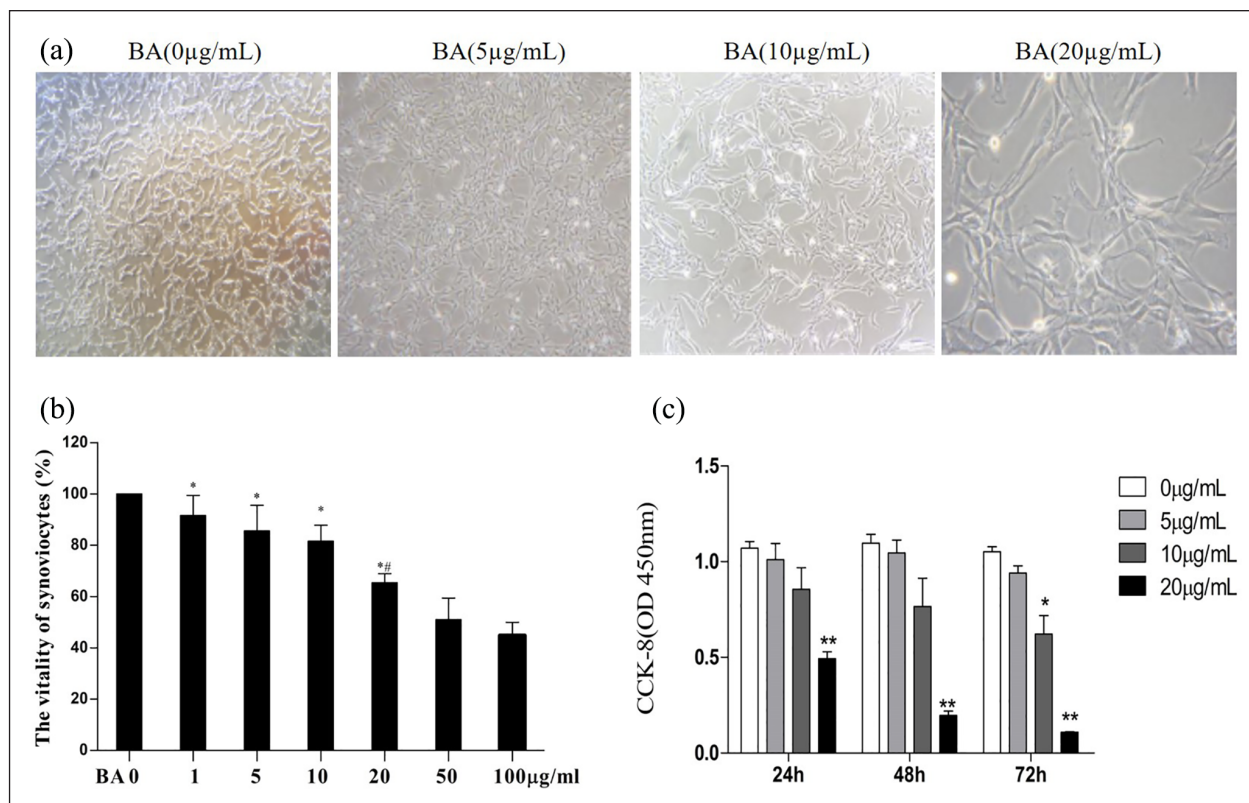 (a)
BA(0µg/mL) BA(5µg/mL) BA(10µg/mL) BA(20µg/mL)
(b)
The vitality of synoviocytes (%)
120
100
80
60
40
20
0
* * * *#
BA 0 1 5 10 20 50 100µg/ml
(c)
CCK-8(OD 450nm)
1.5
1.0
0.5
0.0
** ** * **
24h 48h 72h
0µg/mL
5µg/mL
10µg/mL
20µg/mL